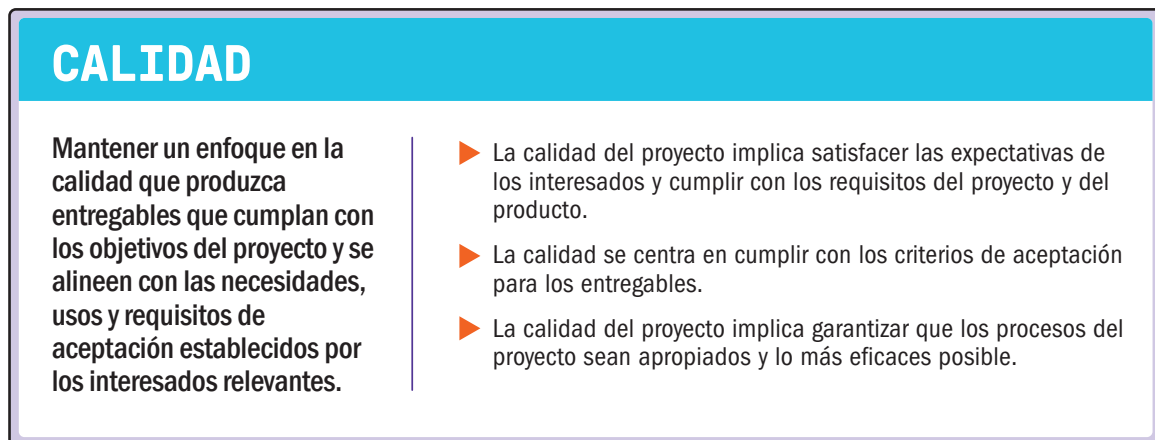 CALIDAD
Mantener un enfoque en la
calidad que produzca
entregables que cumplan con
los objetivos del proyecto y se
alineen con las necesidades,
usos y requisitos de
aceptación establecidos por
los interesados relevantes.
La calidad del proyecto implica satisfacer las expectativas de
los interesados y cumplir con los requisitos del proyecto y del
producto.
La calidad se centra en cumplir con los criterios de aceptación
para los entregables.
La calidad del proyecto implica garantizar que los procesos del
proyecto sean apropiados y lo más eficaces posible.